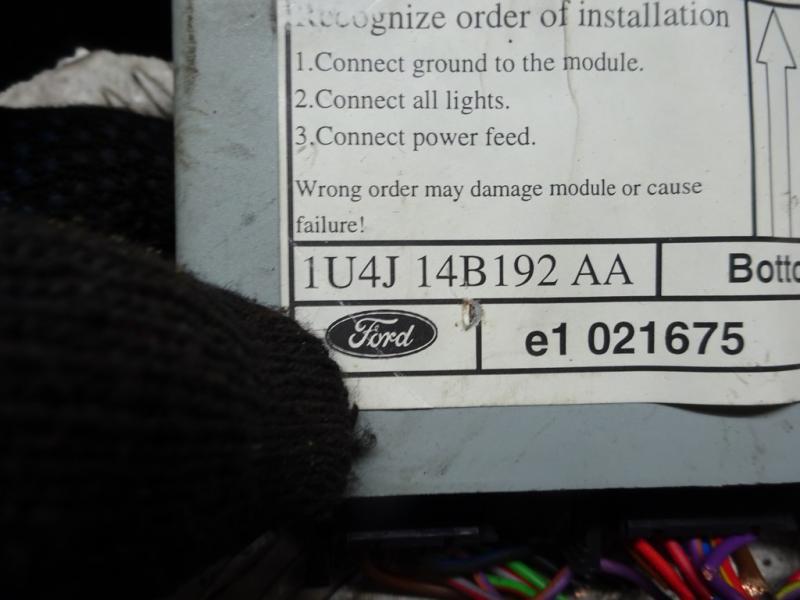 Recognize order of installation
1.Connect ground to the module.
2.Connect all lights.
3.Connect power feed.
Wrong order may damage module or cause
failure!
1U4J 14B192 AA
Ford
e1 021675